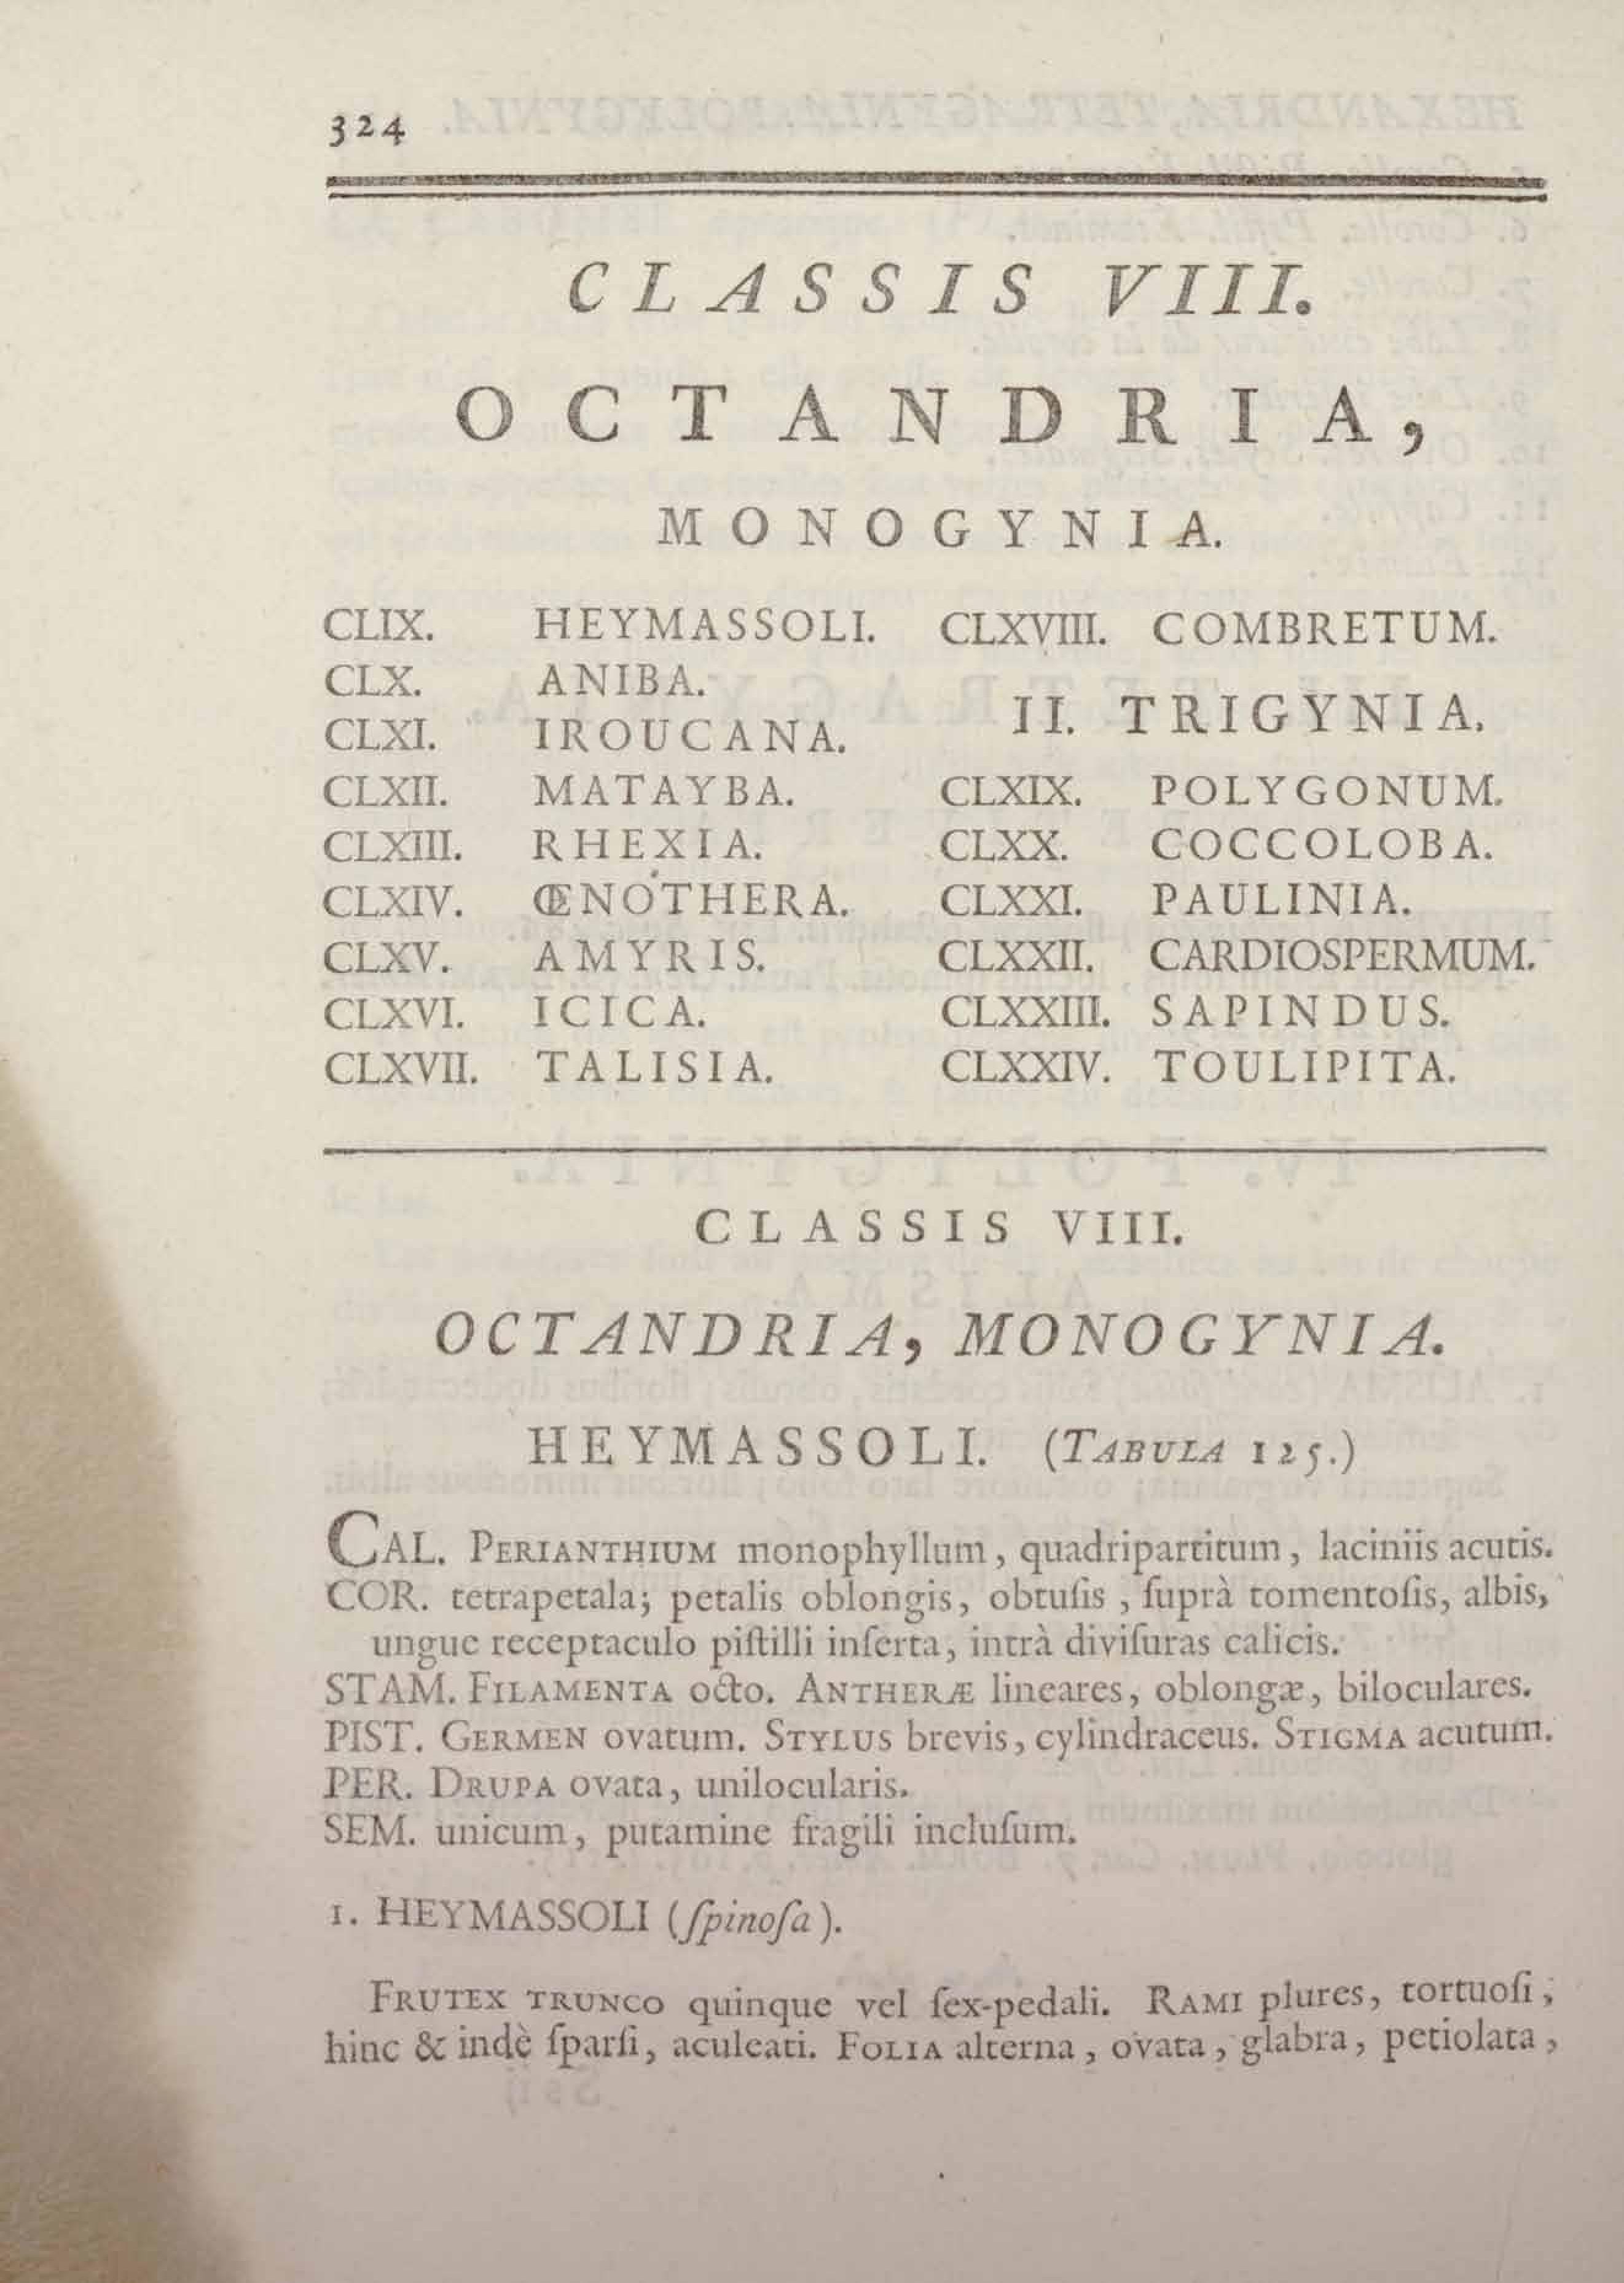 324
CLASSIS VIII.
OCTANDRIA,
MONOGYNIA.
CLIX. HEYMASSOLI.
CLX. ANIBA.
CLXI. IROUCANA.
CLXII. MATAYBA.
CLXIII. RHEXIA.
CLXIV. ŒNOTHERA.
CLXV. AMYRIS.
CLXVI. ICICA.
CLXVII. TALISIA.
CLXVIII. COMBRETUM.
II. TRIGYNIA.
CLXIX. POLYGONUM.
CLXX. COCCOLOBA.
CLXXI. PAULINIA.
CLXXII. CARDIOSPERMUM.
CLXXIII. SAPINDUS.
CLXXIV. TOULIPITA.
CLASSIS VIII.
OCTANDRIA, MONOGYNIA.
HEYMASSOLI. (TABULA 125.)
CAL. PERIANTHIUM monophyllum, quadripartitum, laciniis acutis.
COR. tetrapetala; petalis oblongis, obtuſis, ſuprà tomentoſis, albis,
ungue receptaculo piſtilli inſerta, intrà diviſuras calicis.
STAM. FILAMENTA octo. ANTHERÆ lineares, oblongæ, biloculares.
PIST. GERMEN ovatum. STYLUS brevis, cylindraceus. STIGMA acutum.
PER. DRUPA ovata, unilocularis.
SEM. unicum, putamine fragili incluſum.
1. HEYMASSOLI (ſpinoſa).
FRUTEX TRUNCO quinque vel ſex-pedali. RAMI plures, tortuoſi,
hinc & indè ſparſi, aculeati. FOLIA alterna, ovata, glabra, petiolata,